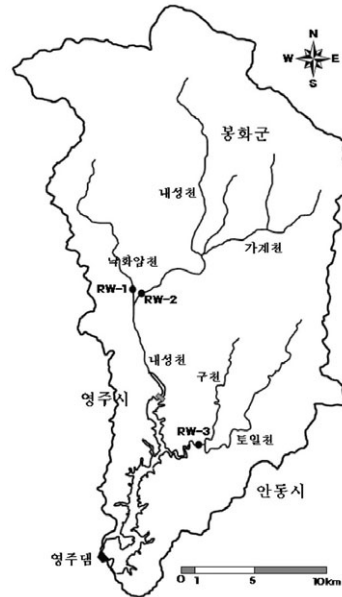 N
W E
S
봉화군
내성천
가계천
낙화암천
RW-1
RW-2
내성천
구천
영주시
RW-3
토일천
안동시
영주댐
0 1 5 10km